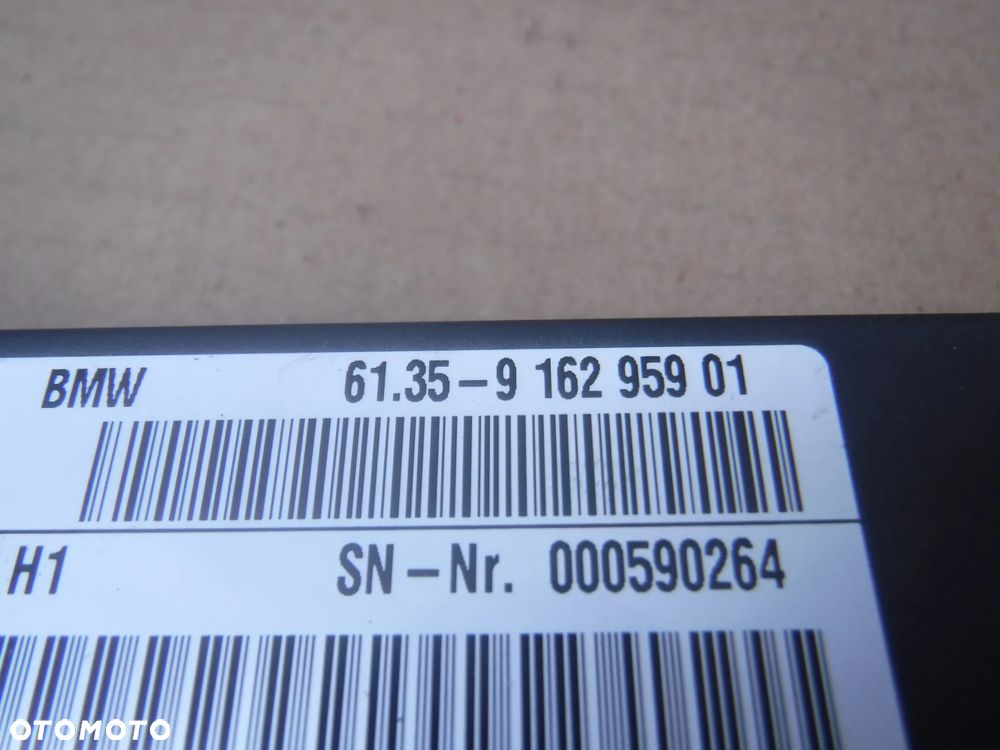 BMW 61.35-9 162 959 01
H1 SN-Nr. 000590264
OTOMOTO